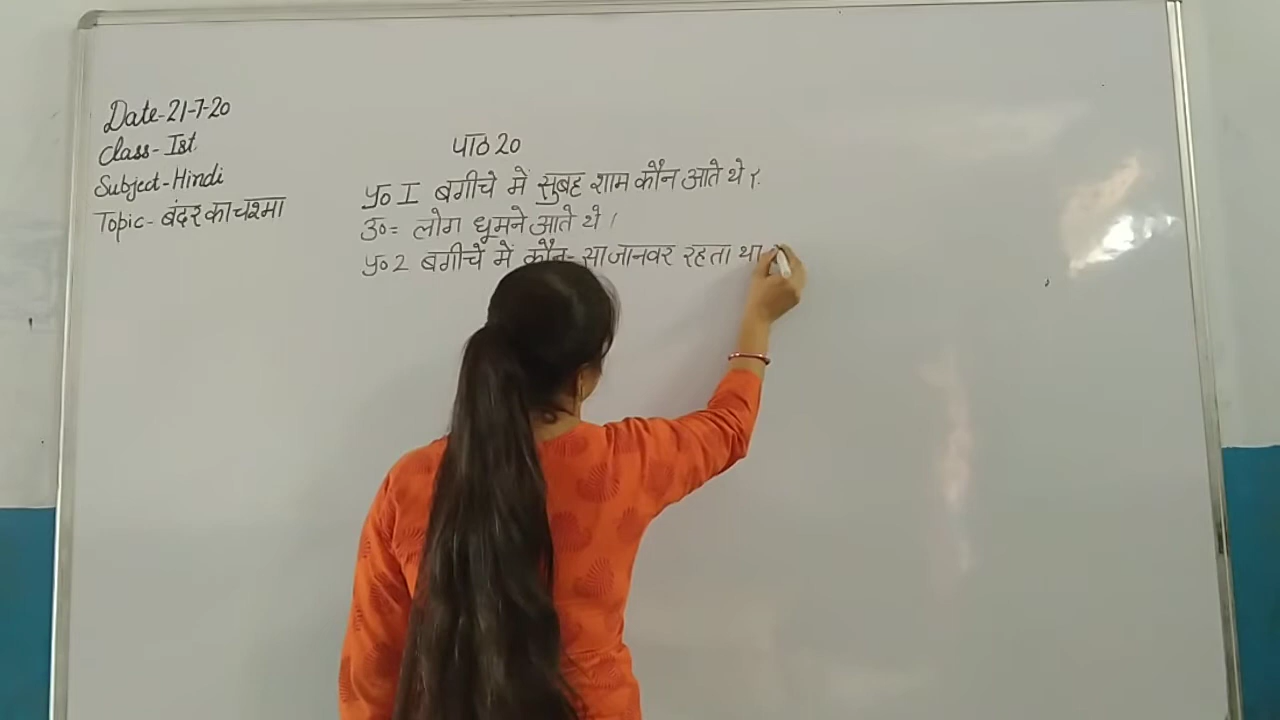 Date-21-7-20
Class-Ist
Subject-Hindi
Topic-बंदर का चश्मा
पाठ 20
प्र० I बगीचे में सुबह शाम कौन आते थे ?
उ०= लोग घूमने आते थे ।
प्र० 2 बगीचे में कौन-सा जानवर रहता था